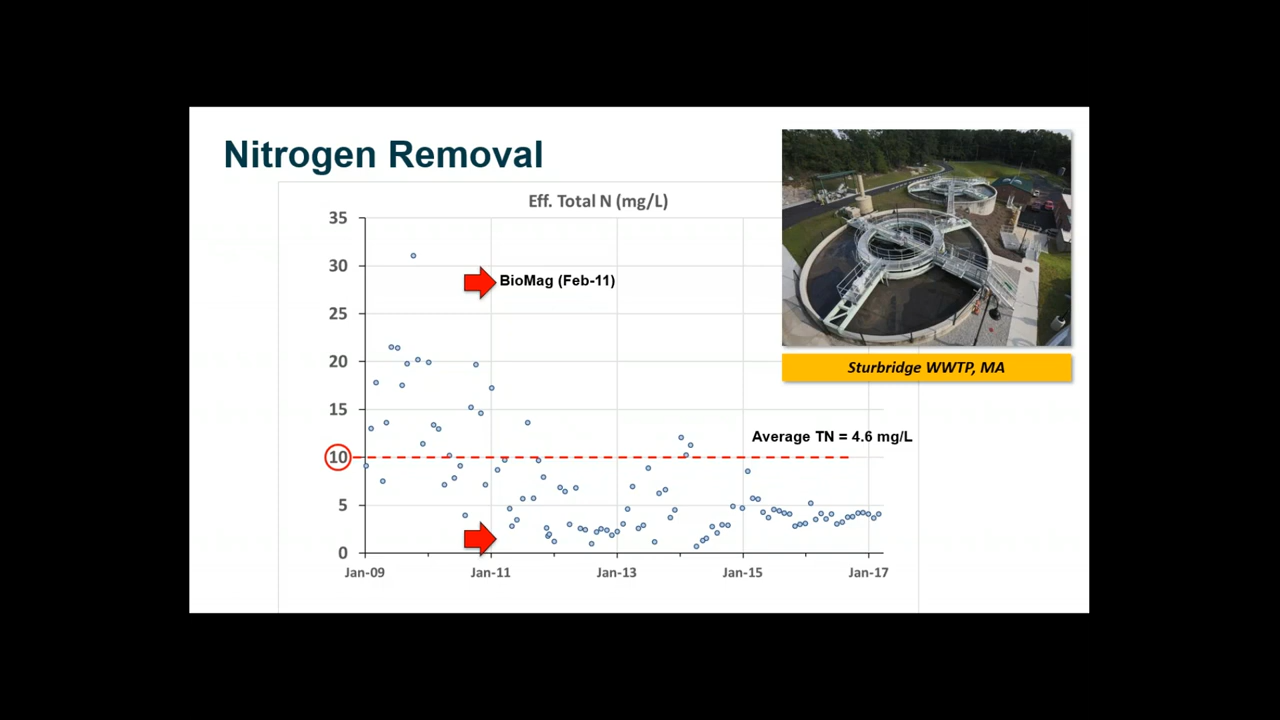 Nitrogen Removal
Eff. Total N (mg/L)
35
30
BioMag (Feb-11)
25
20
Sturbridge WWTP, MA
15
Average TN = 4.6 mg/L
10
5
0
Jan-09 Jan-11 Jan-13 Jan-15 Jan-17